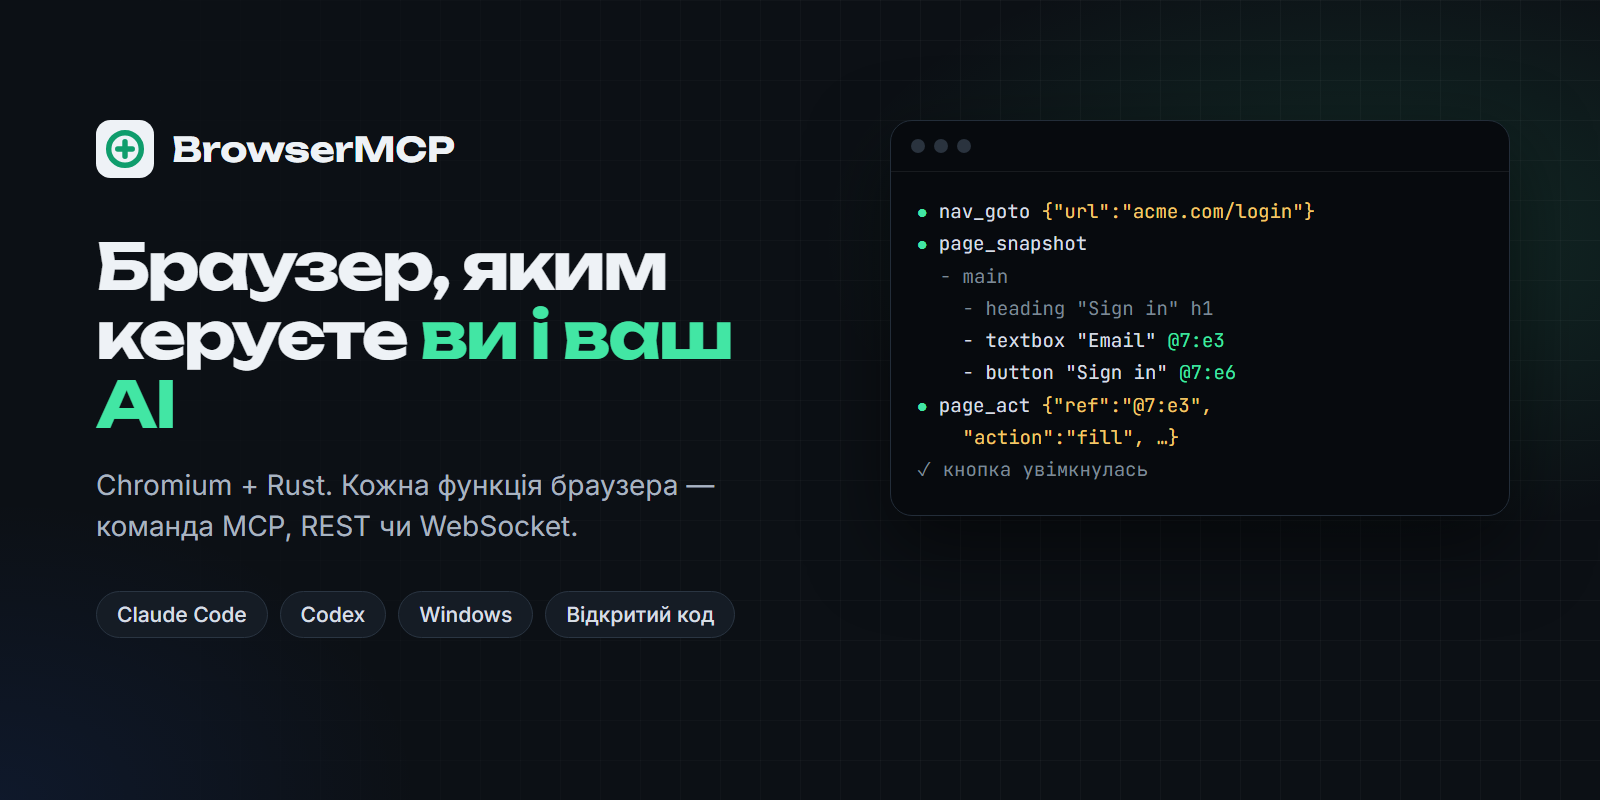 BrowserMCP
Браузер, яким
керуєте ви і ваш
AI
Chromium + Rust. Кожна функція браузера —
команда MCP, REST чи WebSocket.
Claude Code
Codex
Windows
Відкритий код
● nav_goto {"url":"acme.com/login"}
● page_snapshot
- main
- heading "Sign in" h1
- textbox "Email" @7:e3
- button "Sign in" @7:e6
● page_act {"ref":"@7:e3",
"action":"fill", …}
✓ кнопка увімкнулась